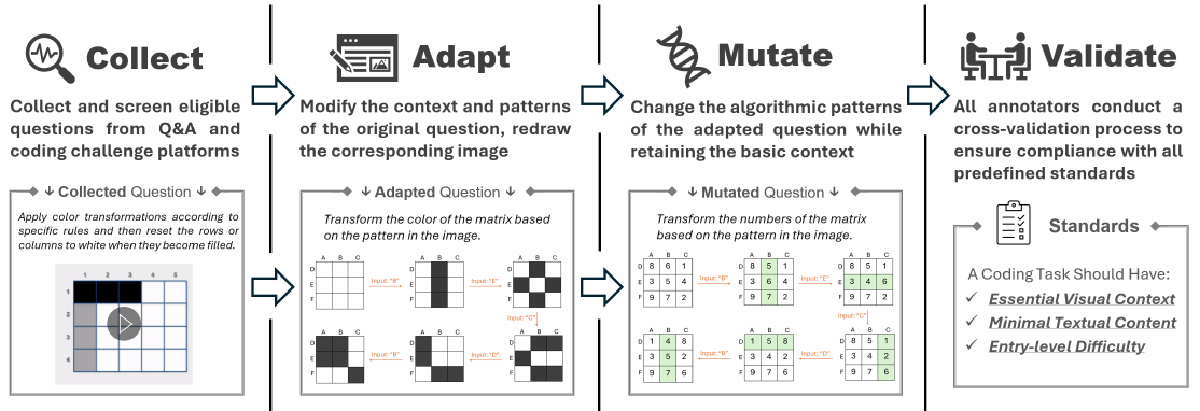 Collect
Collect and screen eligible
questions from Q&A and
coding challenge platforms
↓ Collected Question ↓
Apply color transformations according to
specific rules and then reset the rows or
columns to white when they become filled.
1 2 3 4 5
1
2
3
4
Adapt
Modify the context and patterns
of the original question, redraw
the corresponding image
↓ Adapted Question ↓
Transform the color of the matrix based
on the pattern in the image.
A B C
D
E
F
Input: "B"
A B C
D
E
F
Input: "E"
A B C
D
E
F
Input: "C"
A B C
D
E
F
Input: "B"
A B C
D
E
F
Input: "D"
A B C
D
E
F
Mutate
Change the algorithmic patterns
of the adapted question while
retaining the basic context
↓ Mutated Question ↓
Transform the numbers of the matrix
based on the pattern in the image.
A B C
D 8 6 1
E 3 5 4
F 9 7 2
Input: "B"
A B C
D 8 5 1
E 3 6 4
F 9 7 2
Input: "E"
A B C
D 8 5 1
E 3 4 6
F 9 7 2
Input: "C"
A B C
D 1 4 8
E 3 5 2
F 9 7 6
Input: "B"
A B C
D 1 5 8
E 3 4 2
F 9 7 6
Input: "D"
A B C
D 8 5 1
E 3 4 2
F 9 7 6
Validate
All annotators conduct a
cross-validation process to
ensure compliance with all
predefined standards
Standards
A Coding Task Should Have:
✓ Essential Visual Context
✓ Minimal Textual Content
✓ Entry-level Difficulty